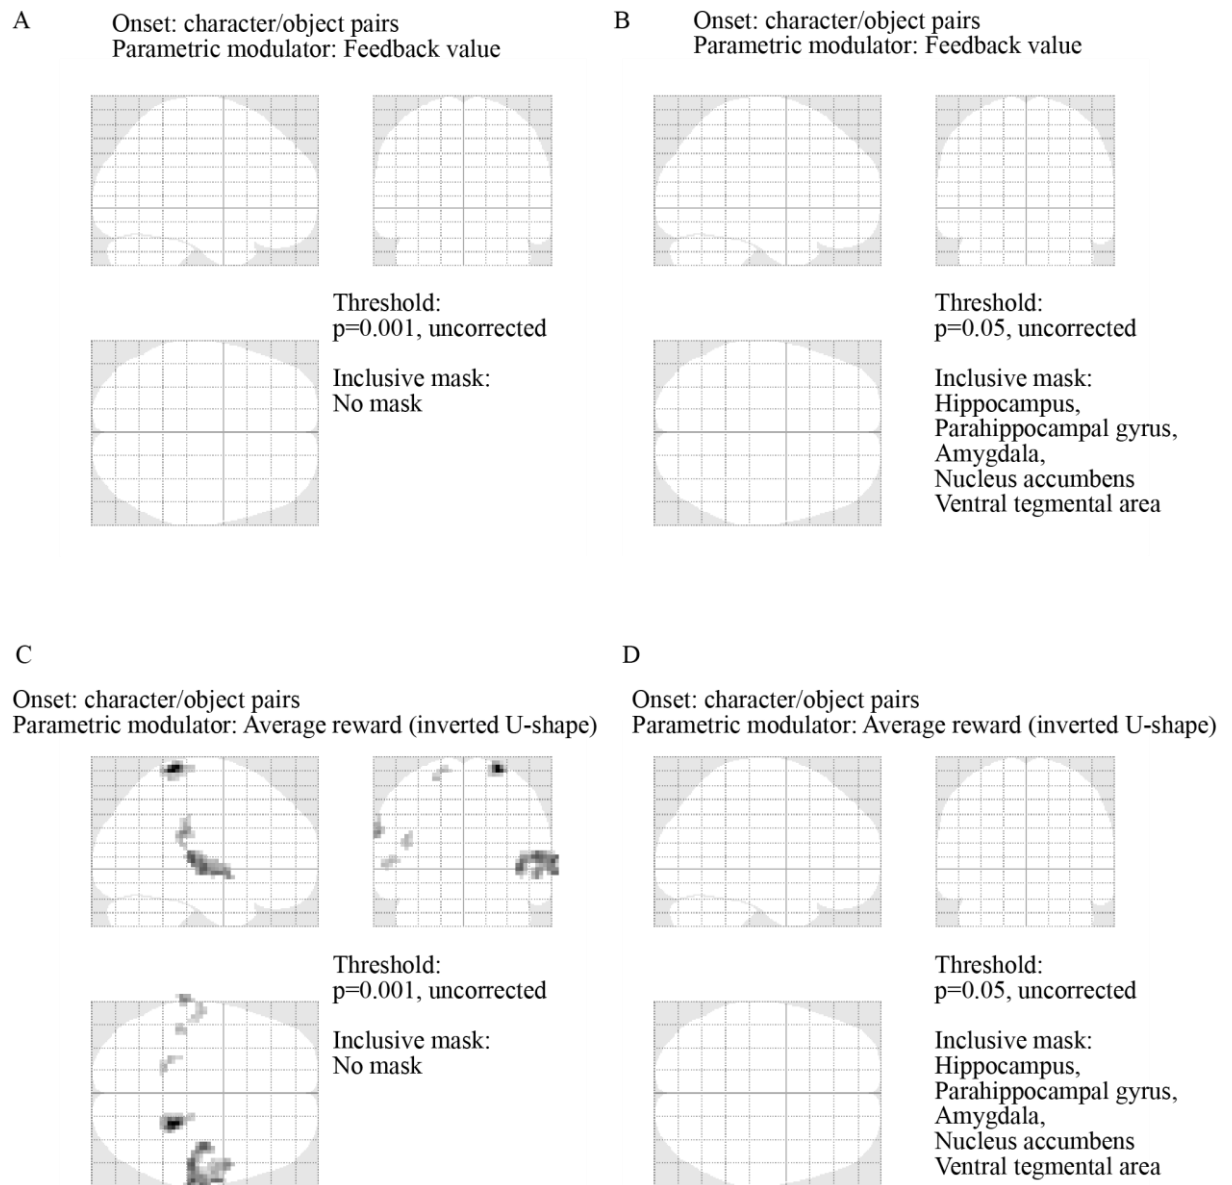 A
Onset: character/object pairs
Parametric modulator: Feedback value
Threshold:
p=0.001, uncorrected
Inclusive mask:
No mask
B
Onset: character/object pairs
Parametric modulator: Feedback value
Threshold:
p=0.05, uncorrected
Inclusive mask:
Hippocampus,
Parahippocampal gyrus,
Amygdala,
Nucleus accumbens
Ventral tegmental area
C
Onset: character/object pairs
Parametric modulator: Average reward (inverted U-shape)
Threshold:
p=0.001, uncorrected
Inclusive mask:
No mask
D
Onset: character/object pairs
Parametric modulator: Average reward (inverted U-shape)
Threshold:
p=0.05, uncorrected
Inclusive mask:
Hippocampus,
Parahippocampal gyrus,
Amygdala,
Nucleus accumbens
Ventral tegmental area